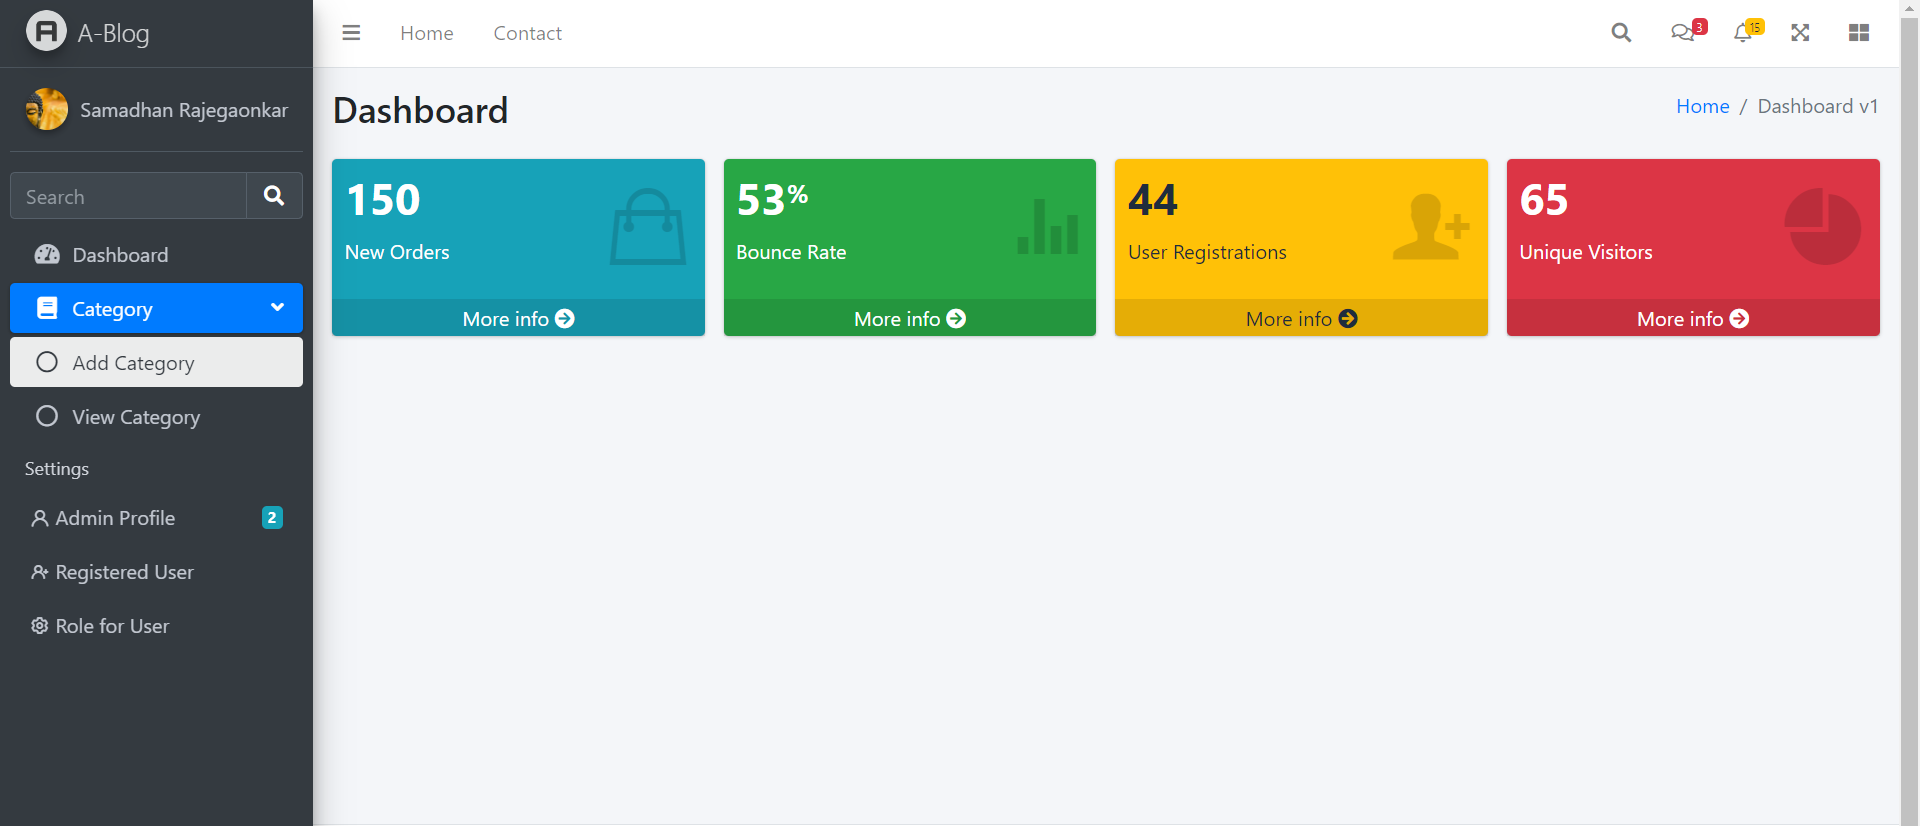 A-Blog
Home
Contact
3
15
Samadhan Rajegaonkar
Search
Dashboard
Category
Add Category
View Category
Settings
Admin Profile
2
Registered User
Role for User
Dashboard
Home / Dashboard v1
150
New Orders
More info
53%
Bounce Rate
More info
44
User Registrations
More info
65
Unique Visitors
More info